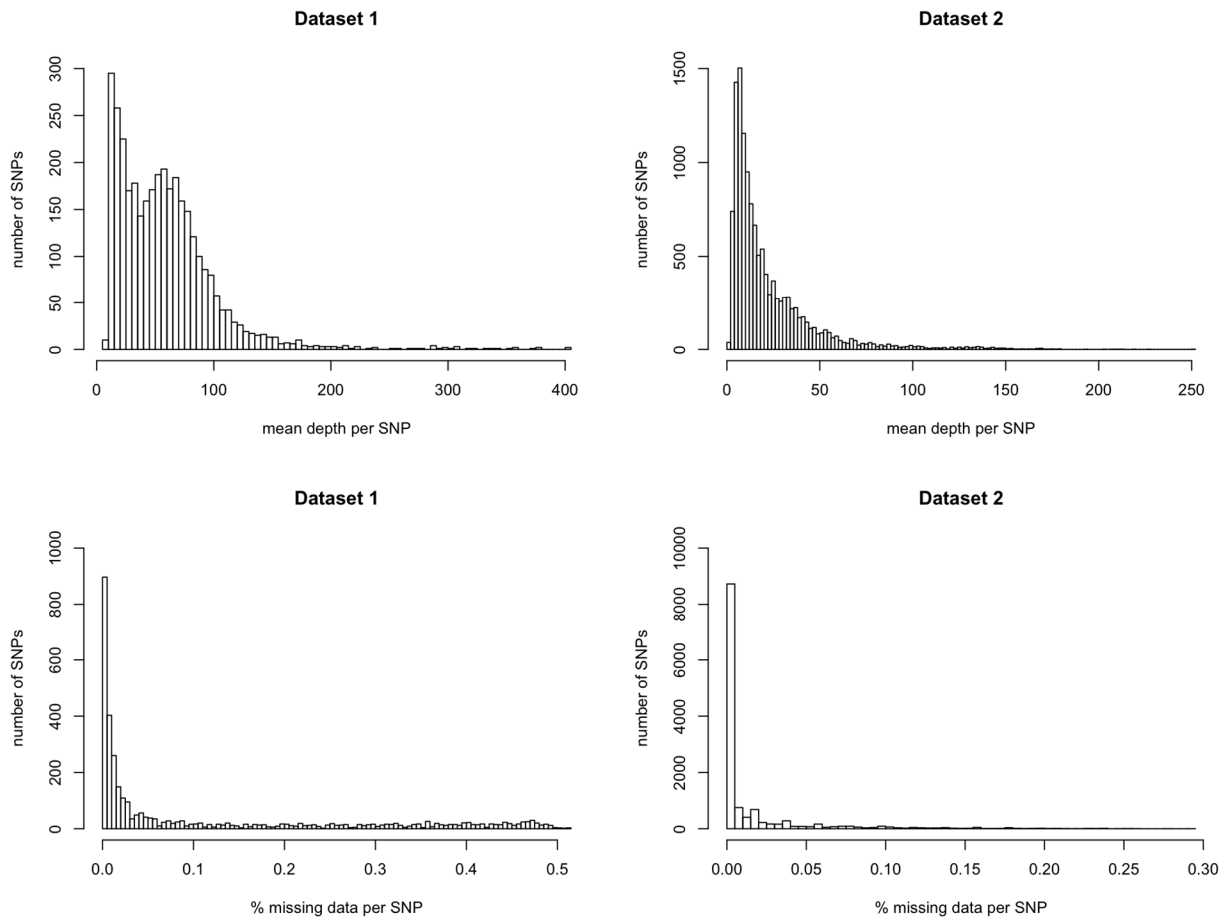 Dataset 1
number of SNPs
0 50 100 150 200 250 300
0 100 200 300 400
mean depth per SNP
Dataset 2
number of SNPs
0 500 1000 1500
0 50 100 150 200 250
mean depth per SNP
Dataset 1
number of SNPs
0 200 400 600 800 1000
0.0 0.1 0.2 0.3 0.4 0.5
% missing data per SNP
Dataset 2
number of SNPs
0 2000 4000 6000 8000 10000
0.00 0.05 0.10 0.15 0.20 0.25 0.30
% missing data per SNP